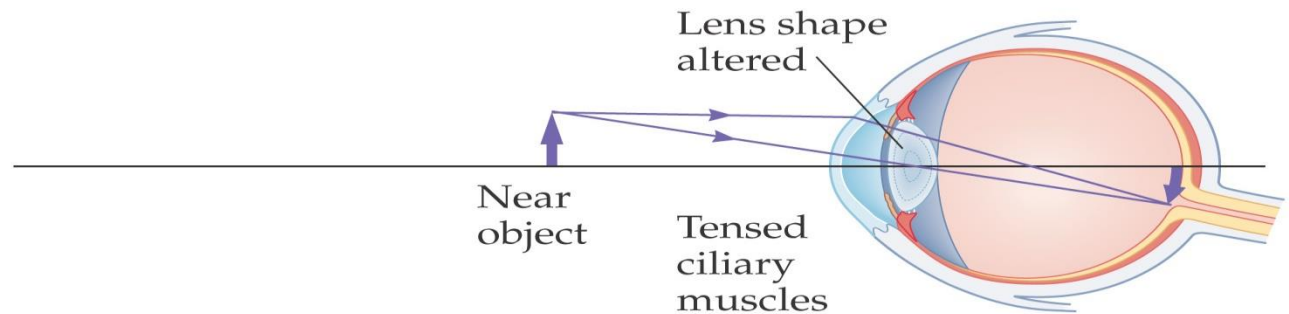 Lens shape
altered
Near
object
Tensed
ciliary
muscles